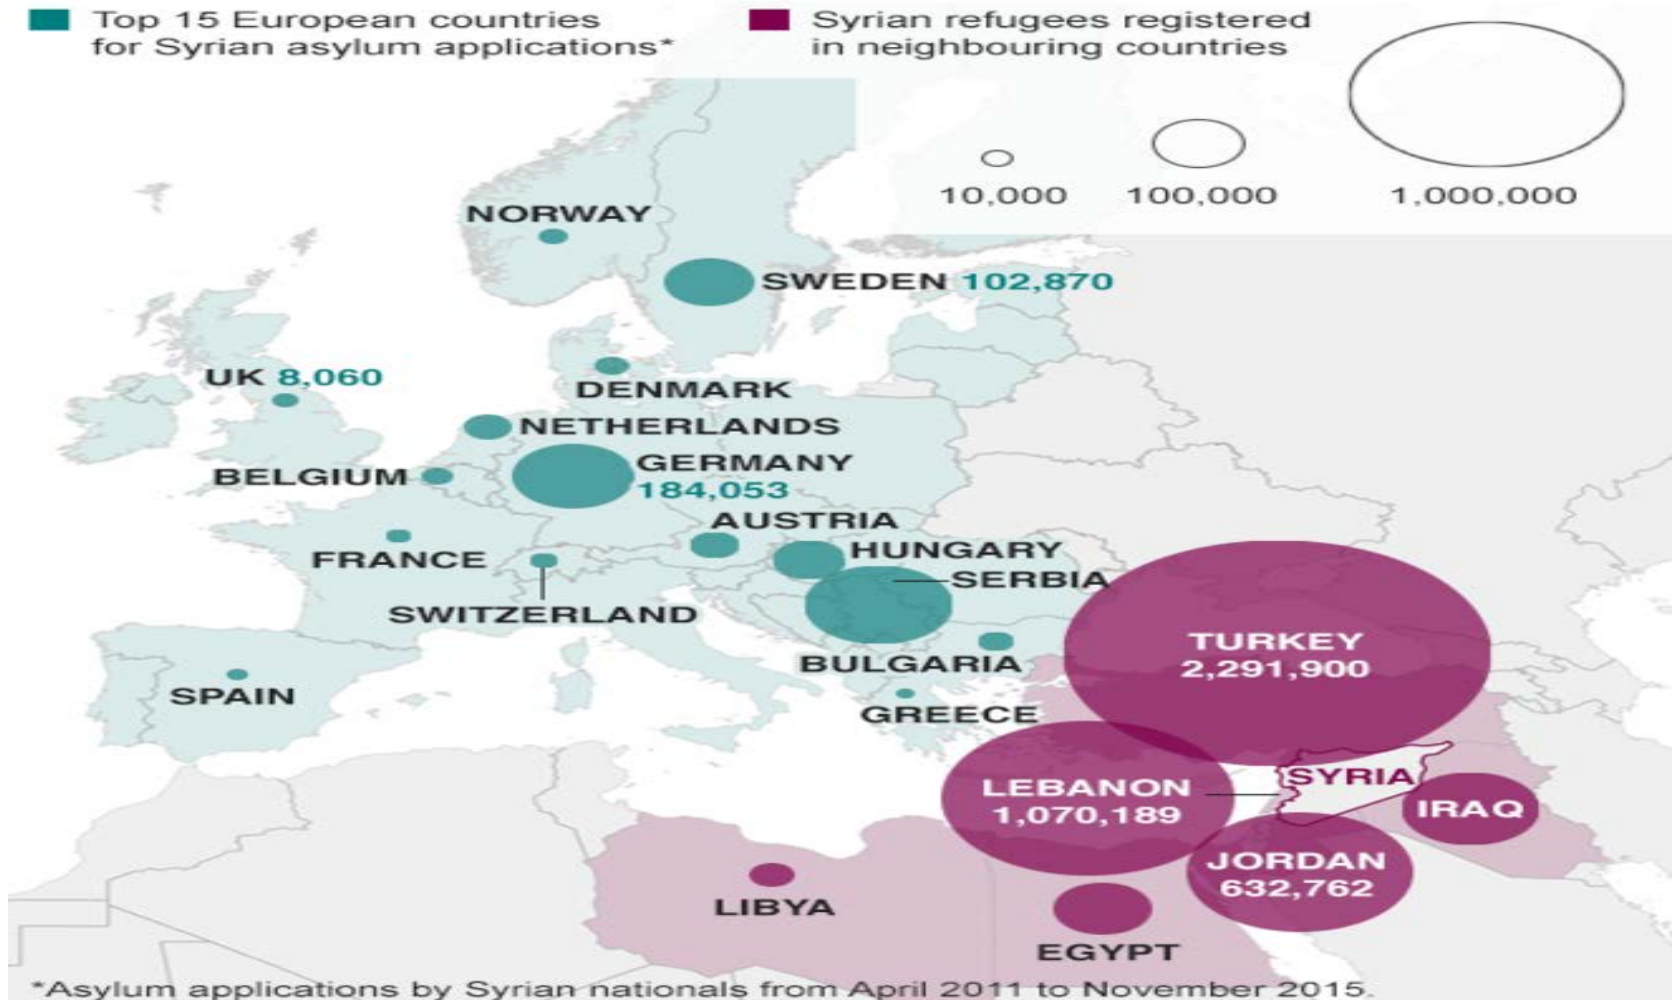 Top 15 European countries
for Syrian asylum applications*
Syrian refugees registered
in neighbouring countries
10,000
100,000
1,000,000
NORWAY
SWEDEN 102,870
UK 8,060
DENMARK
NETHERLANDS
BELGIUM
GERMANY
184,053
AUSTRIA
FRANCE
HUNGARY
SERBIA
SWITZERLAND
TURKEY
2,291,900
BULGARIA
SPAIN
GREECE
SYRIA
LEBANON
1,070,189
IRAQ
JORDAN
632,762
LIBYA
EGYPT
*Asylum applications by Syrian nationals from April 2011 to November 2015.